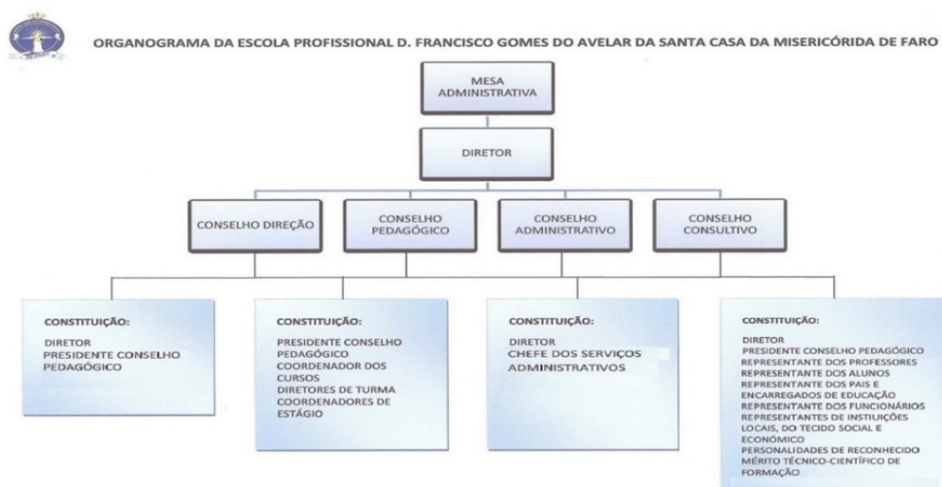 ORGANOGRAMA DA ESCOLA PROFISSIONAL D. FRANCISCO GOMES DO AVELAR DA SANTA CASA DA MISERICÓRIDA DE FARO
MESA
ADMINISTRATIVA
DIRETOR
CONSELHO DIREÇÃO
CONSELHO
PEDAGÓGICO
CONSELHO
ADMINISTRATIVO
CONSELHO
CONSULTIVO
CONSTITUIÇÃO:
DIRETOR
PRESIDENTE CONSELHO
PEDAGÓGICO
CONSTITUIÇÃO:
PRESIDENTE CONSELHO
PEDAGÓGICO
COORDENADOR DOS
CURSOS
DIRETORES DE TURMA
COORDENADORES DE
ESTÁGIO
CONSTITUIÇÃO:
DIRETOR
CHEFE DOS SERVIÇOS
ADMINISTRATIVOS
CONSTITUIÇÃO:
DIRETOR
PRESIDENTE CONSELHO PEDAGÓGICO
REPRESENTANTE DOS PROFESSORES
REPRESENTANTE DOS ALUNOS
REPRESENTANTE DOS PAIS E
ENCARREGADOS DE EDUCAÇÃO
REPRESENTANTE DOS FUNCIONÁRIOS
REPRESENTANTES DE INSTIUIÇÕES
LOCAIS, DO TECIDO SOCIAL E
ECONÓMICO
PERSONALIDADES DE RECONHECIDO
MÉRITO TÉCNICO-CIENTÍFICO DE
FORMAÇÃO